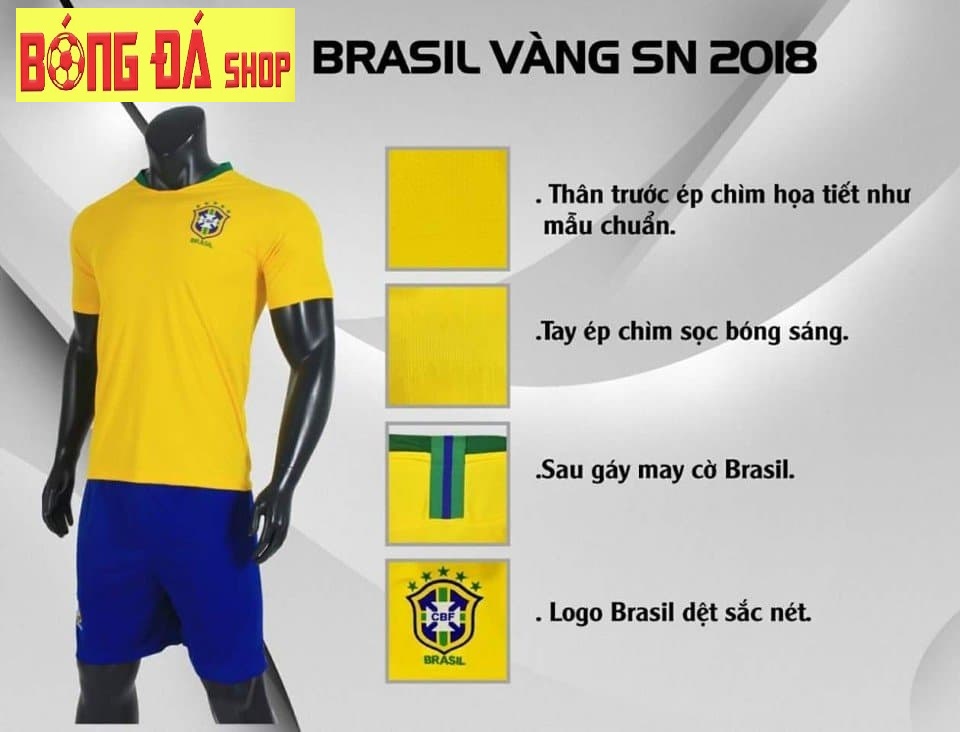 BÓNG ĐÁ SHOP
BRASIL VÀNG SN 2018
. Thân trước ép chìm họa tiết như
mẫu chuẩn.
.Tay ép chìm sọc bóng sáng.
.Sau gáy may cờ Brasil.
. Logo Brasil dệt sắc nét.
BRASIL
CBF
BRASIL